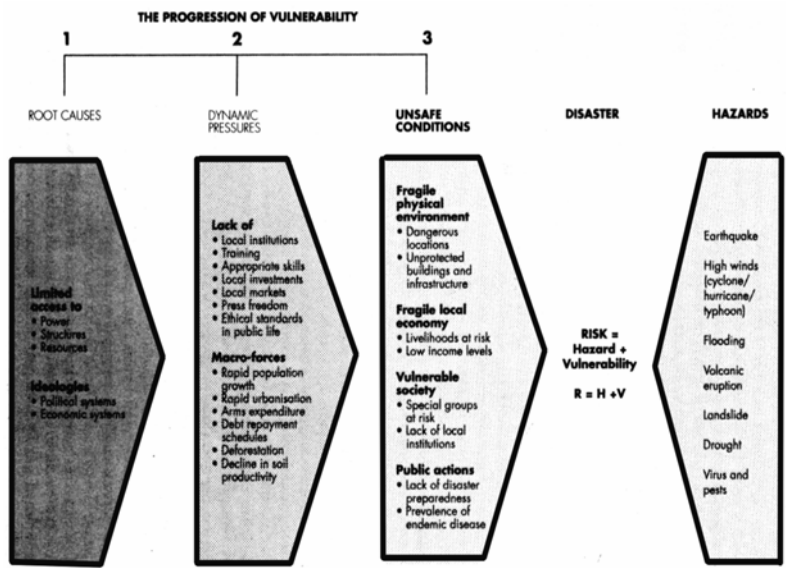 THE PROGRESSION OF VULNERABILITY
1
2
3
ROOT CAUSES
DYNAMIC
PRESSURES
UNSAFE
CONDITIONS
DISASTER
HAZARDS
Limited
access to
• Power
• Structures
• Resources
Ideologies
• Political systems
• Economic systems
Lack of
• Local institutions
• Training
• Appropriate skills
• Local investments
• Local markets
• Press freedom
• Ethical standards
in public life
Macro-forces
• Rapid population
growth
• Rapid urbanisation
• Arms expenditure
• Debt repayment
schedules
• Deforestation
• Decline in soil
productivity
Fragile
physical
environment
• Dangerous
locations
• Unprotected
buildings and
infrastructure
Fragile local
economy
• Livelihoods at risk
• Low income levels
Vulnerable
society
• Special groups
at risk
• Lack of local
institutions
Public actions
• Lack of disaster
preparedness
• Prevalence of
endemic disease
RISK =
Hazard +
Vulnerability
R = H +V
Earthquake
High winds
(cyclone/
hurricane/
typhoon)
Flooding
Volcanic
eruption
Landslide
Drought
Virus and
pests